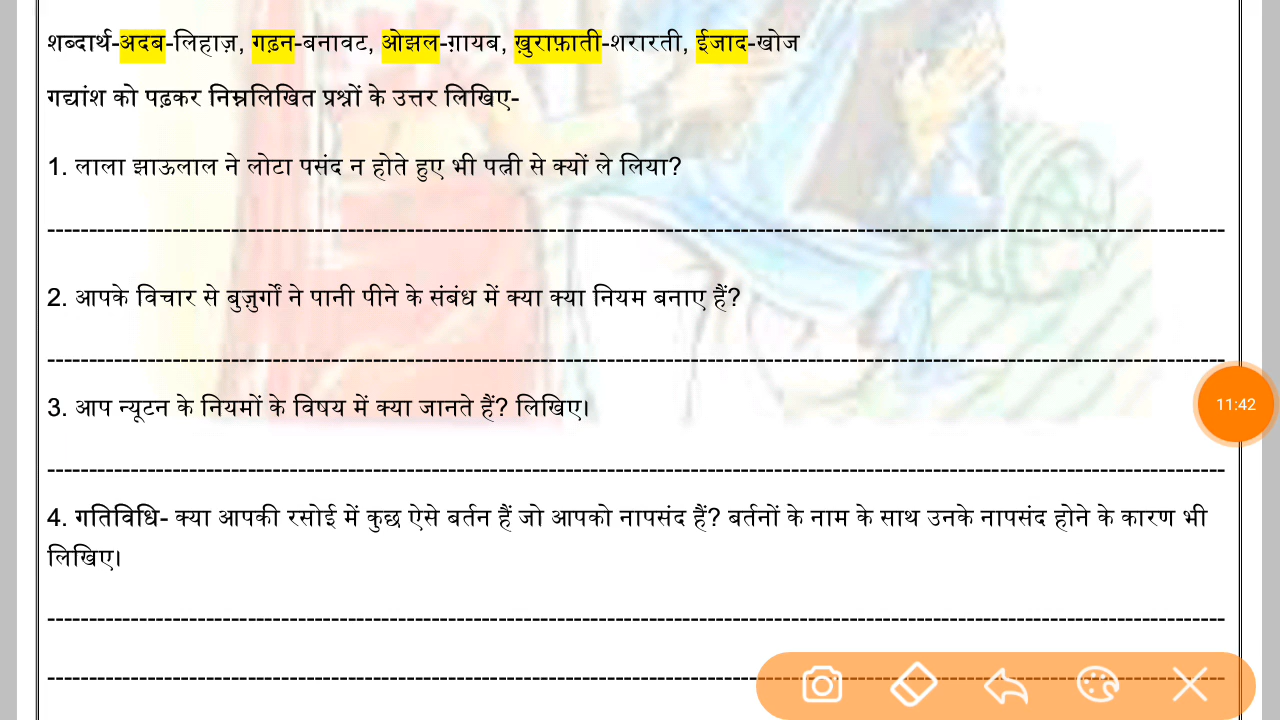 शब्दार्थ-अदब-लिहाज़, गढ़न-बनावट, ओझल-ग़ायब, ख़ुराफ़ाती-शरारती, ईजाद-खोज
गद्यांश को पढ़कर निम्नलिखित प्रश्नों के उत्तर लिखिए-
1. लाला झाऊलाल ने लोटा पसंद न होते हुए भी पत्नी से क्यों ले लिया?
2. आपके विचार से बुज़ुर्गों ने पानी पीने के संबंध में क्या क्या नियम बनाए हैं?
3. आप न्यूटन के नियमों के विषय में क्या जानते हैं? लिखिए।
11:42
4. गतिविधि- क्या आपकी रसोई में कुछ ऐसे बर्तन हैं जो आपको नापसंद हैं? बर्तनों के नाम के साथ उनके नापसंद होने के कारण भी
लिखिए।